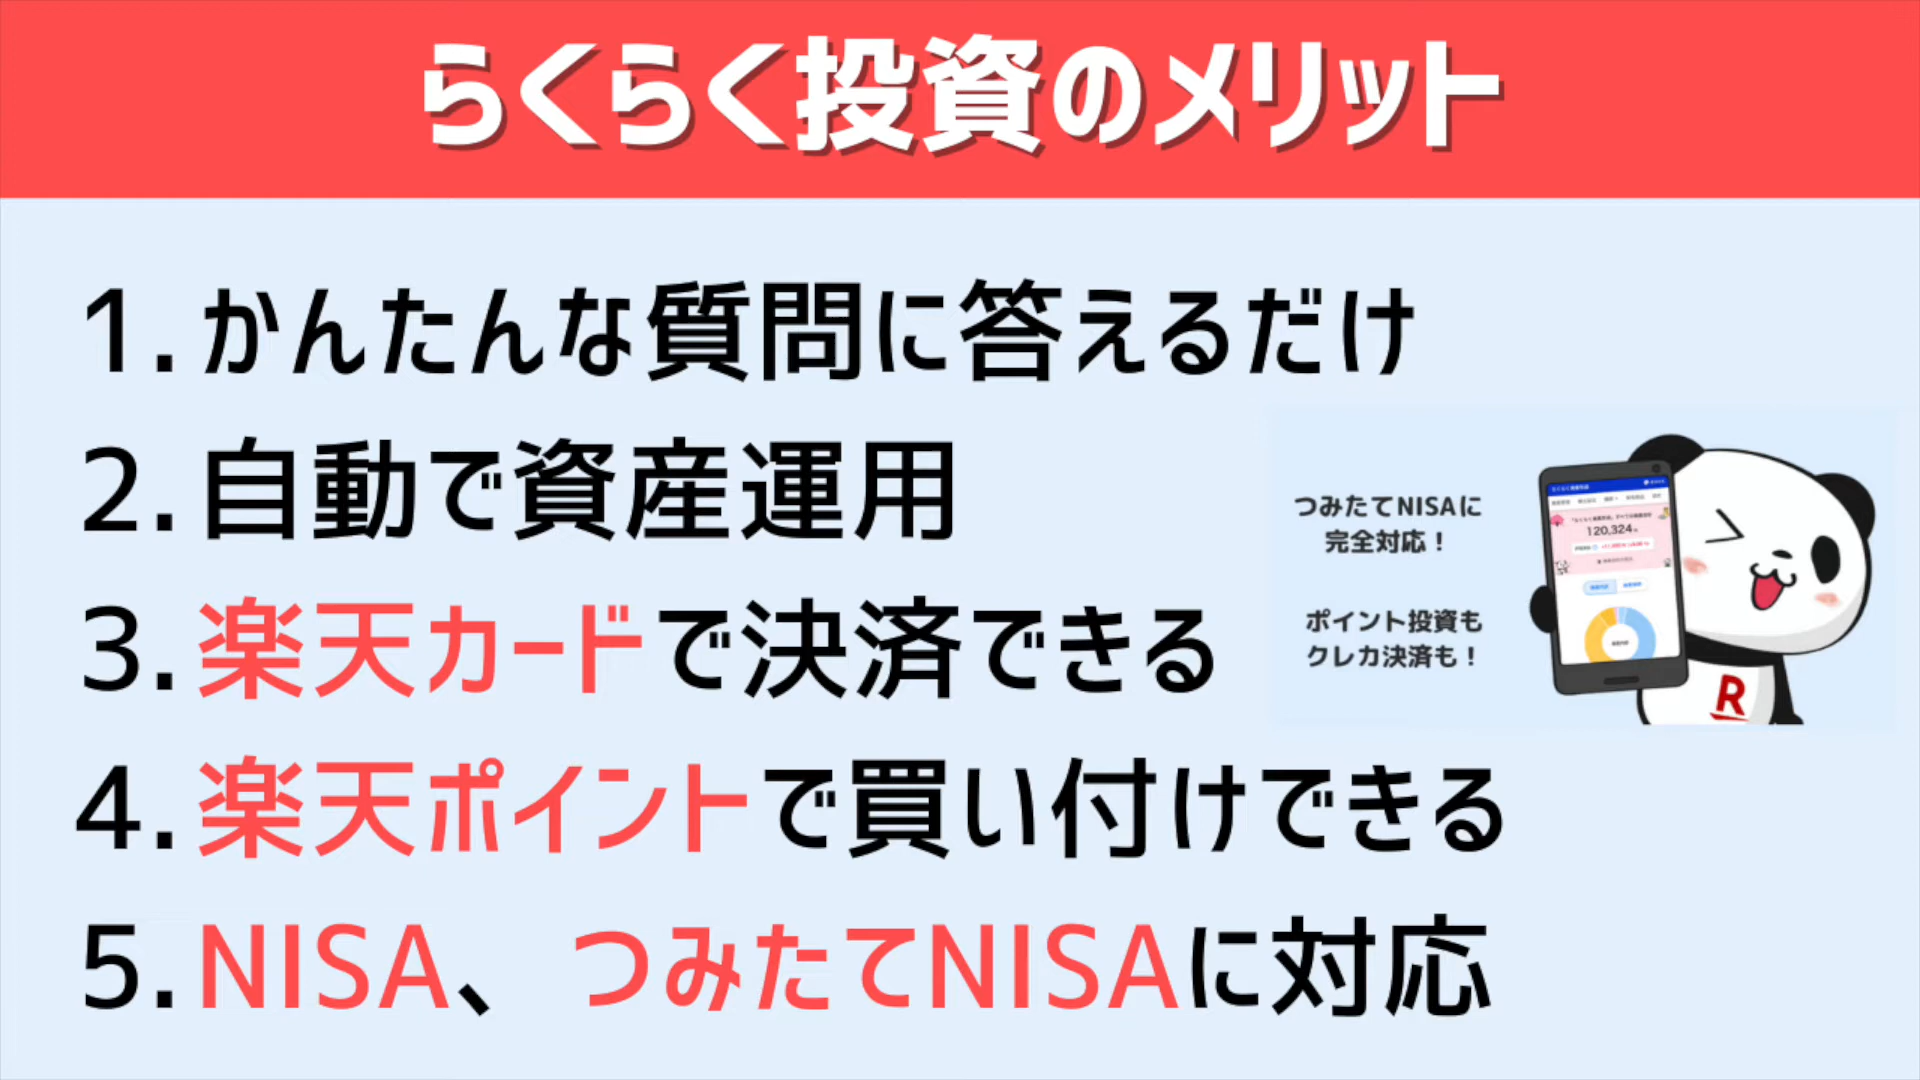 らくらく投資のメリット
1. かんたんな質問に答えるだけ
2. 自動で資産運用
3. 楽天カードで決済できる
4. 楽天ポイントで買い付けできる
5. NISA、つみたてNISAに対応
つみたてNISAに
完全対応！
ポイント投資も
クレカ決済も！
120,324
R